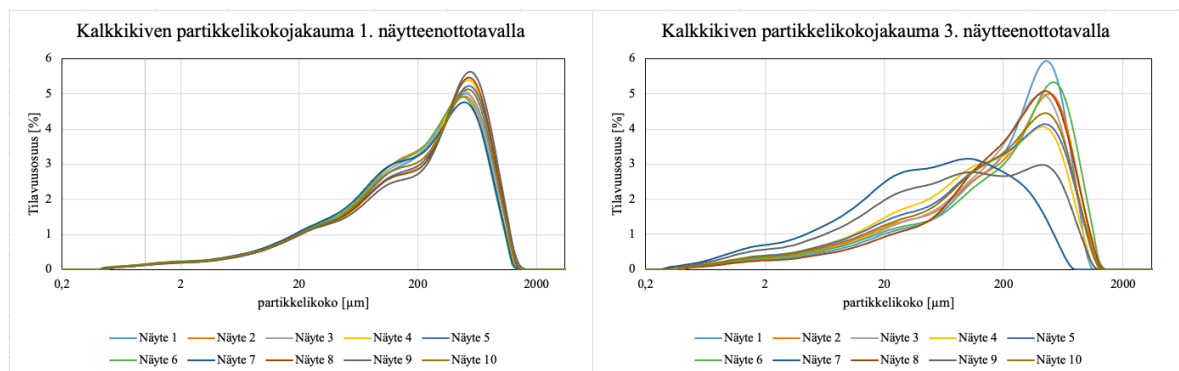 Kalkkikiven partikkelikokojakauma 1. näytteenottotavalla
6
5
4
3
2
1
0
Tilavuusosuus [%]
0,2 2 20 200 2000
partikkelikoko [µm]
Näyte 1 Näyte 2 Näyte 3 Näyte 4 Näyte 5
Näyte 6 Näyte 7 Näyte 8 Näyte 9 Näyte 10
Kalkkikiven partikkelikokojakauma 3. näytteenottotavalla
6
5
4
3
2
1
0
Tilavuusosuus [%]
0,2 2 20 200 2000
partikkelikoko [µm]
Näyte 1 Näyte 2 Näyte 3 Näyte 4 Näyte 5
Näyte 6 Näyte 7 Näyte 8 Näyte 9 Näyte 10